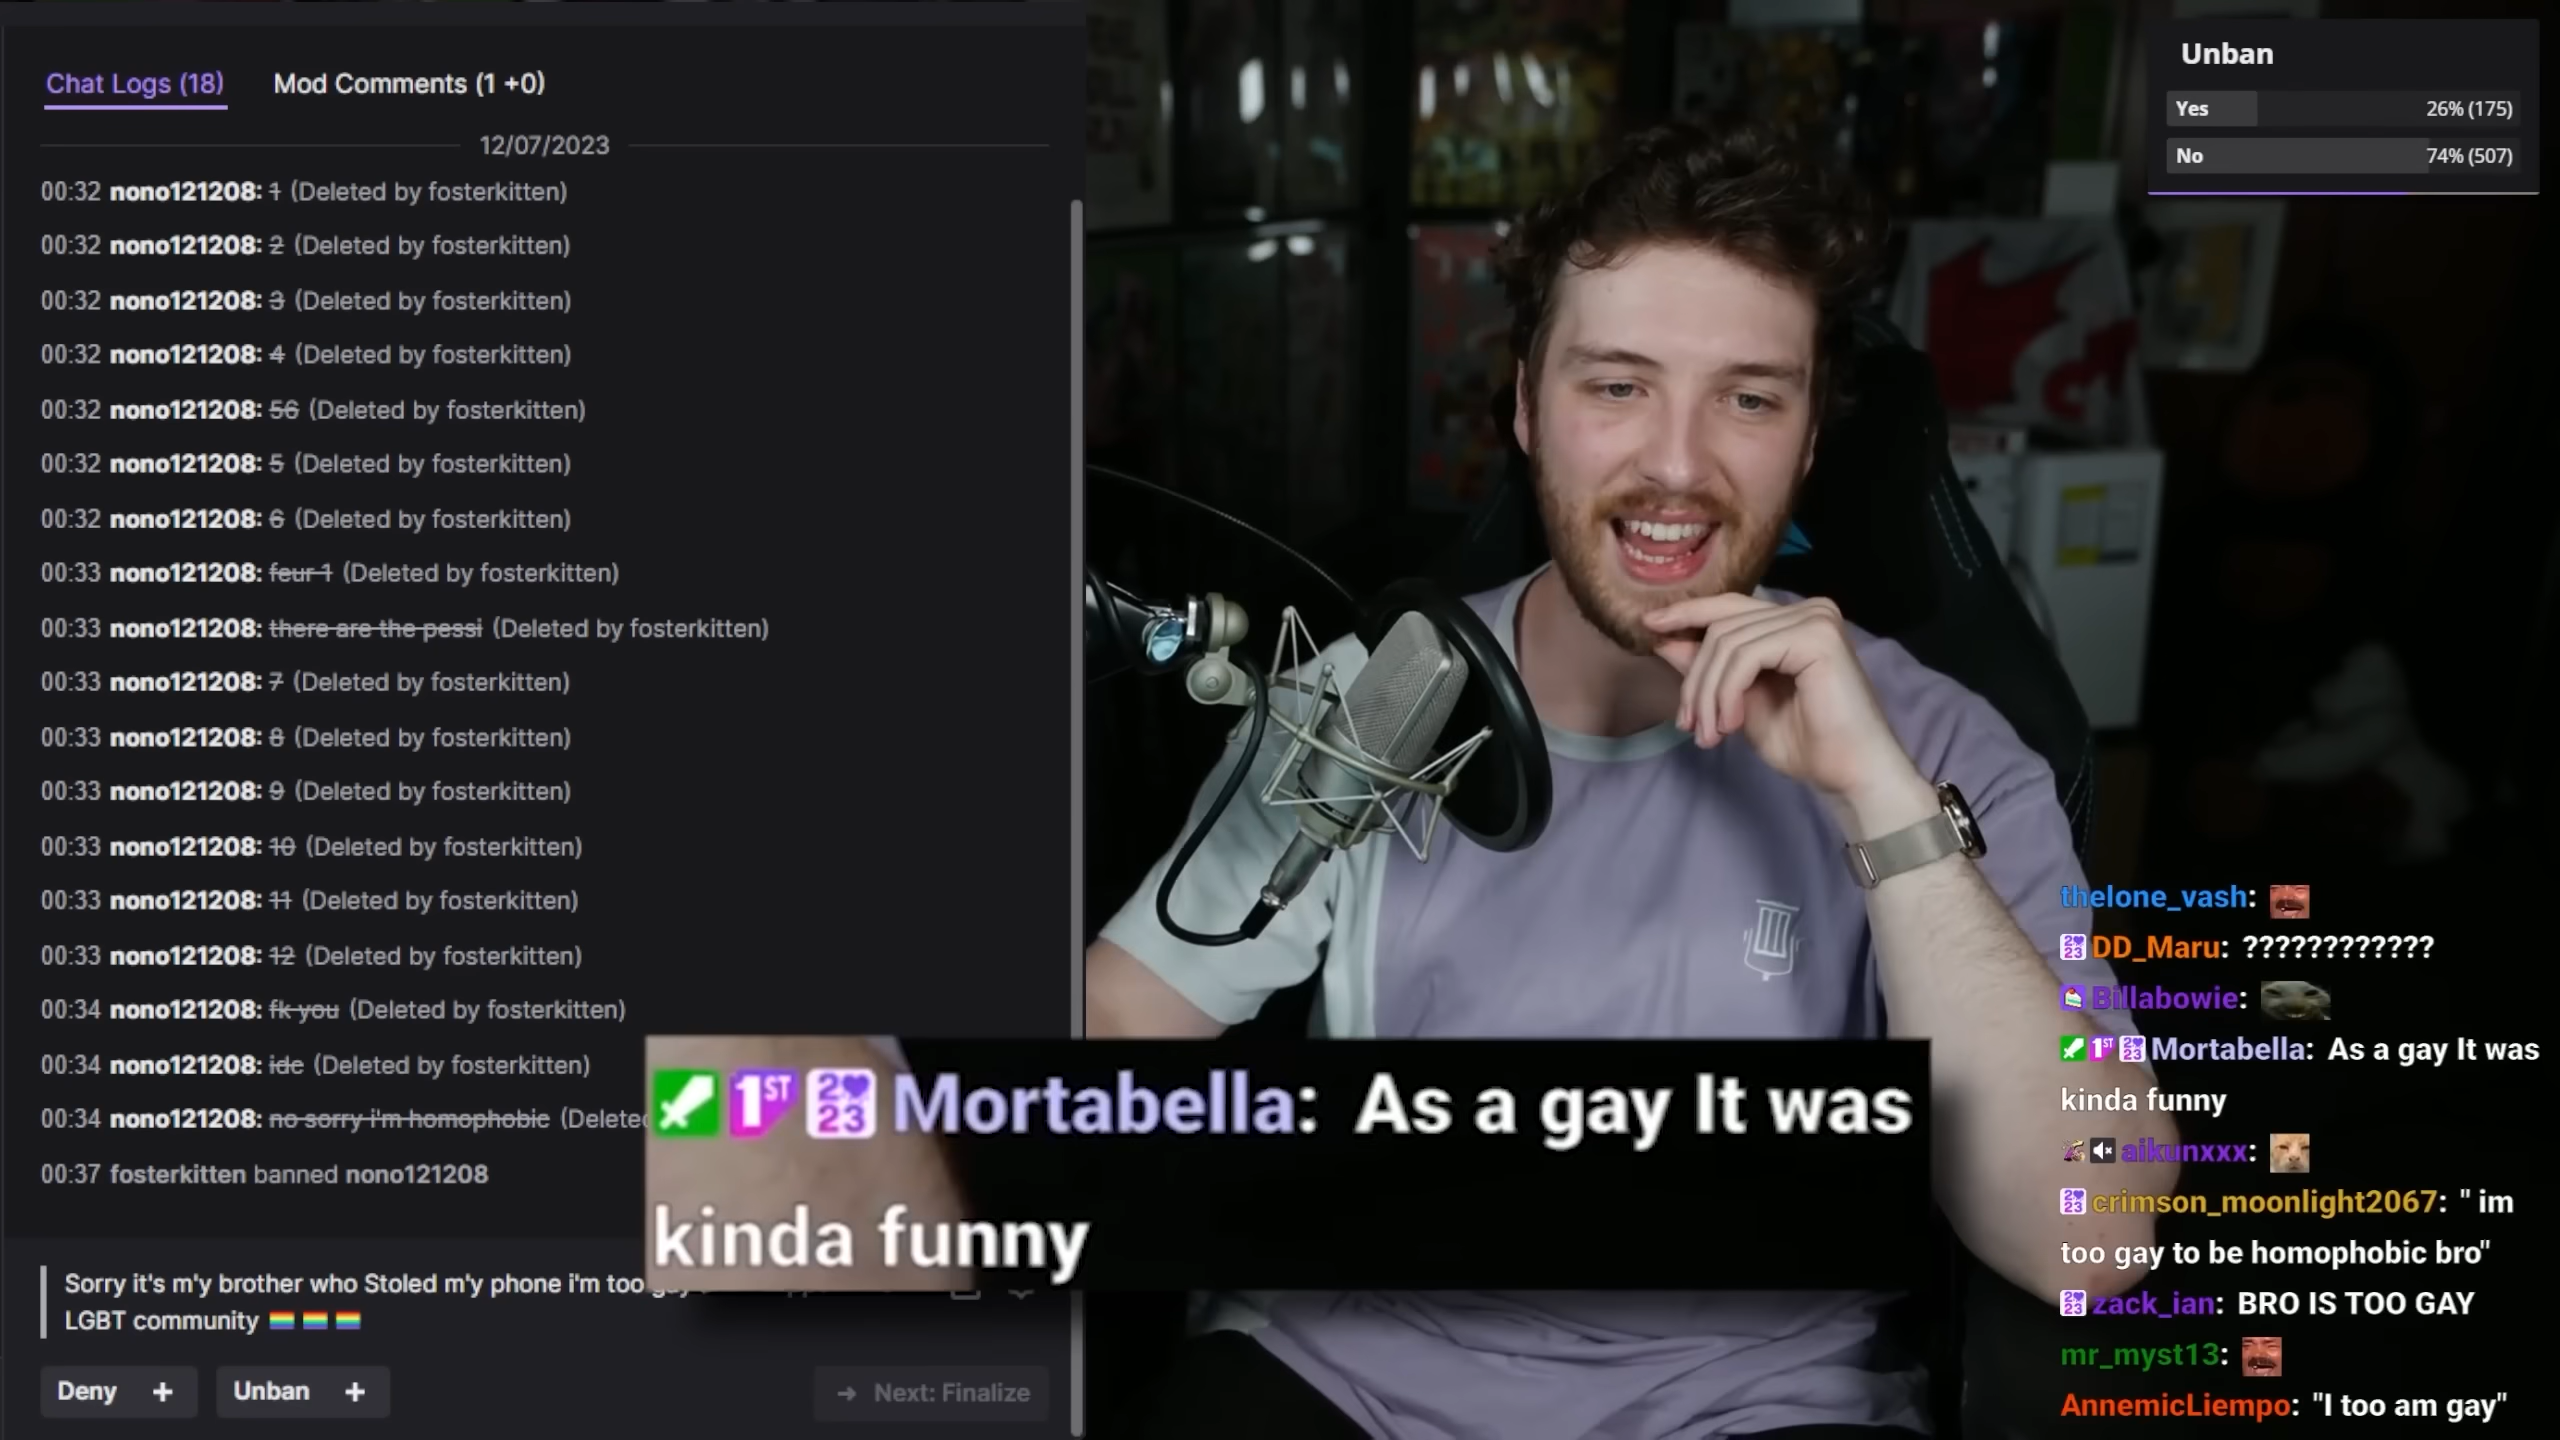 Chat Logs (18)
Mod Comments (1 +0)
12/07/2023
00:32 nono121208: 1 (Deleted by fosterkitten)
00:32 nono121208: 2 (Deleted by fosterkitten)
00:32 nono121208: 3 (Deleted by fosterkitten)
00:32 nono121208: 4 (Deleted by fosterkitten)
00:32 nono121208: 56 (Deleted by fosterkitten)
00:32 nono121208: 5 (Deleted by fosterkitten)
00:32 nono121208: 6 (Deleted by fosterkitten)
00:33 nono121208: feur 1 (Deleted by fosterkitten)
00:33 nono121208: there are the pessi (Deleted by fosterkitten)
00:33 nono121208: 7 (Deleted by fosterkitten)
00:33 nono121208: 8 (Deleted by fosterkitten)
00:33 nono121208: 9 (Deleted by fosterkitten)
00:33 nono121208: 10 (Deleted by fosterkitten)
00:33 nono121208: 11 (Deleted by fosterkitten)
00:33 nono121208: 12 (Deleted by fosterkitten)
00:34 nono121208: fk you (Deleted by fosterkitten)
00:34 nono121208: ide (Deleted by fosterkitten)
00:34 nono121208: no sorry i'm homophobic (Delete
00:37 fosterkitten banned nono121208
Sorry it's m'y brother who Stoled m'y phone i'm too
LGBT community
Deny +
Unban +
Next: Finalize
1ST 23 Mortabella: As a gay It was
kinda funny
Unban
Yes 26% (175)
No 74% (507)
thelone_vash:
DD_Maru: ????????????
Billabowie:
Mortabella: As a gay It was
kinda funny
aikunxxx:
crimson_moonlight2067: " im
too gay to be homophobic bro"
zack_ian: BRO IS TOO GAY
mr_myst13:
AnnemicLiempo: "I too am gay"